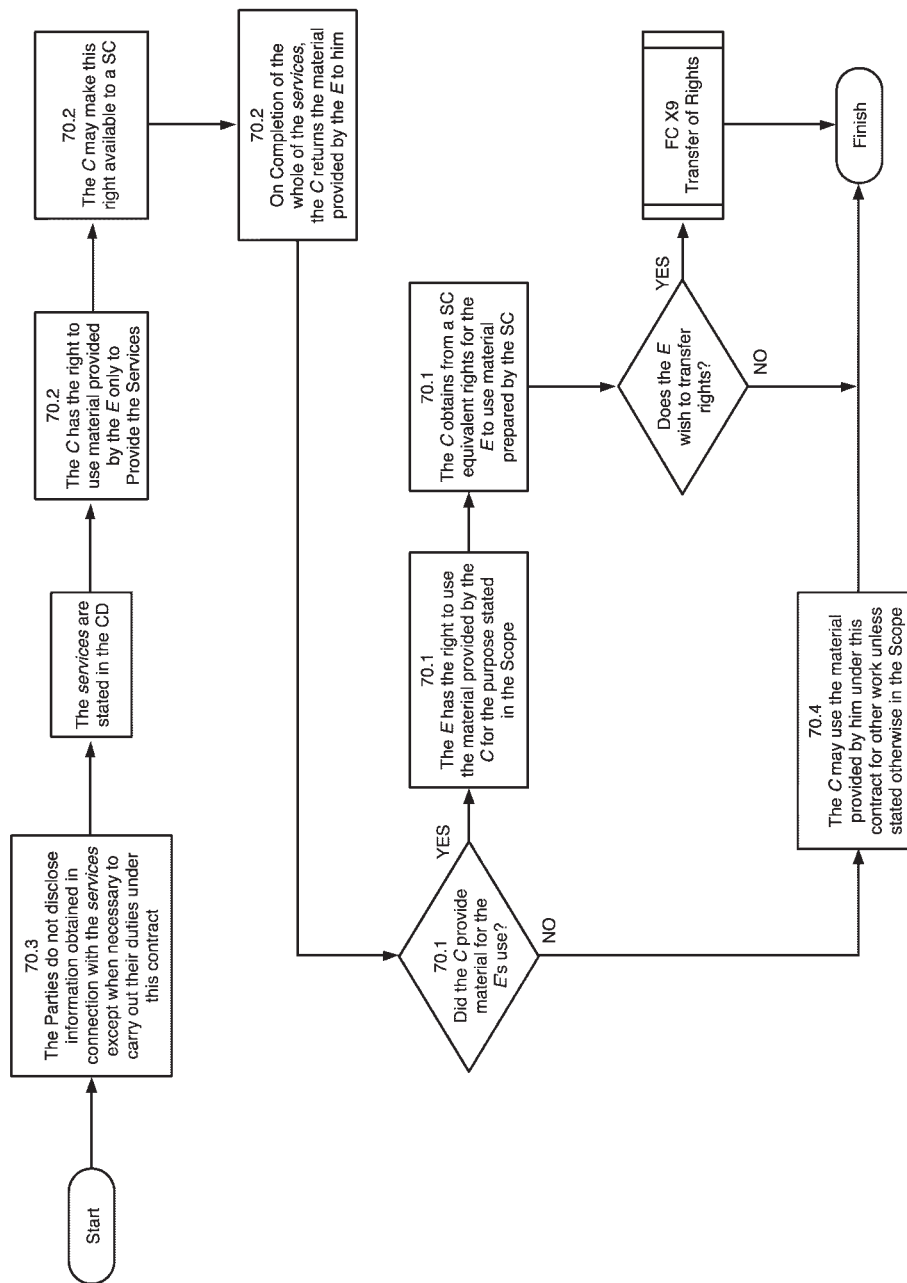 Start
70.3
The Parties do not disclose
information obtained in
connection with the services
except when necessary to
carry out their duties under
this contract
The services are
stated in the CD
70.2
The C has the right to
use material provided
by the E only to
Provide the Services
70.2
The C may make this
right available to a SC
70.2
On Completion of the
whole of the services,
the C returns the material
provided by the E to him
70.1
Did the C provide
material for the
E's use?
YES
NO
70.1
The E has the right to use
the material provided by the
C for the purpose stated
in the Scope
70.1
The C obtains from a SC
equivalent rights for the
E to use material
prepared by the SC
Does the E
wish to transfer
rights?
YES
NO
FC X9
Transfer of Rights
70.4
The C may use the material
provided by him under this
contract for other work unless
stated otherwise in the Scope
Finish